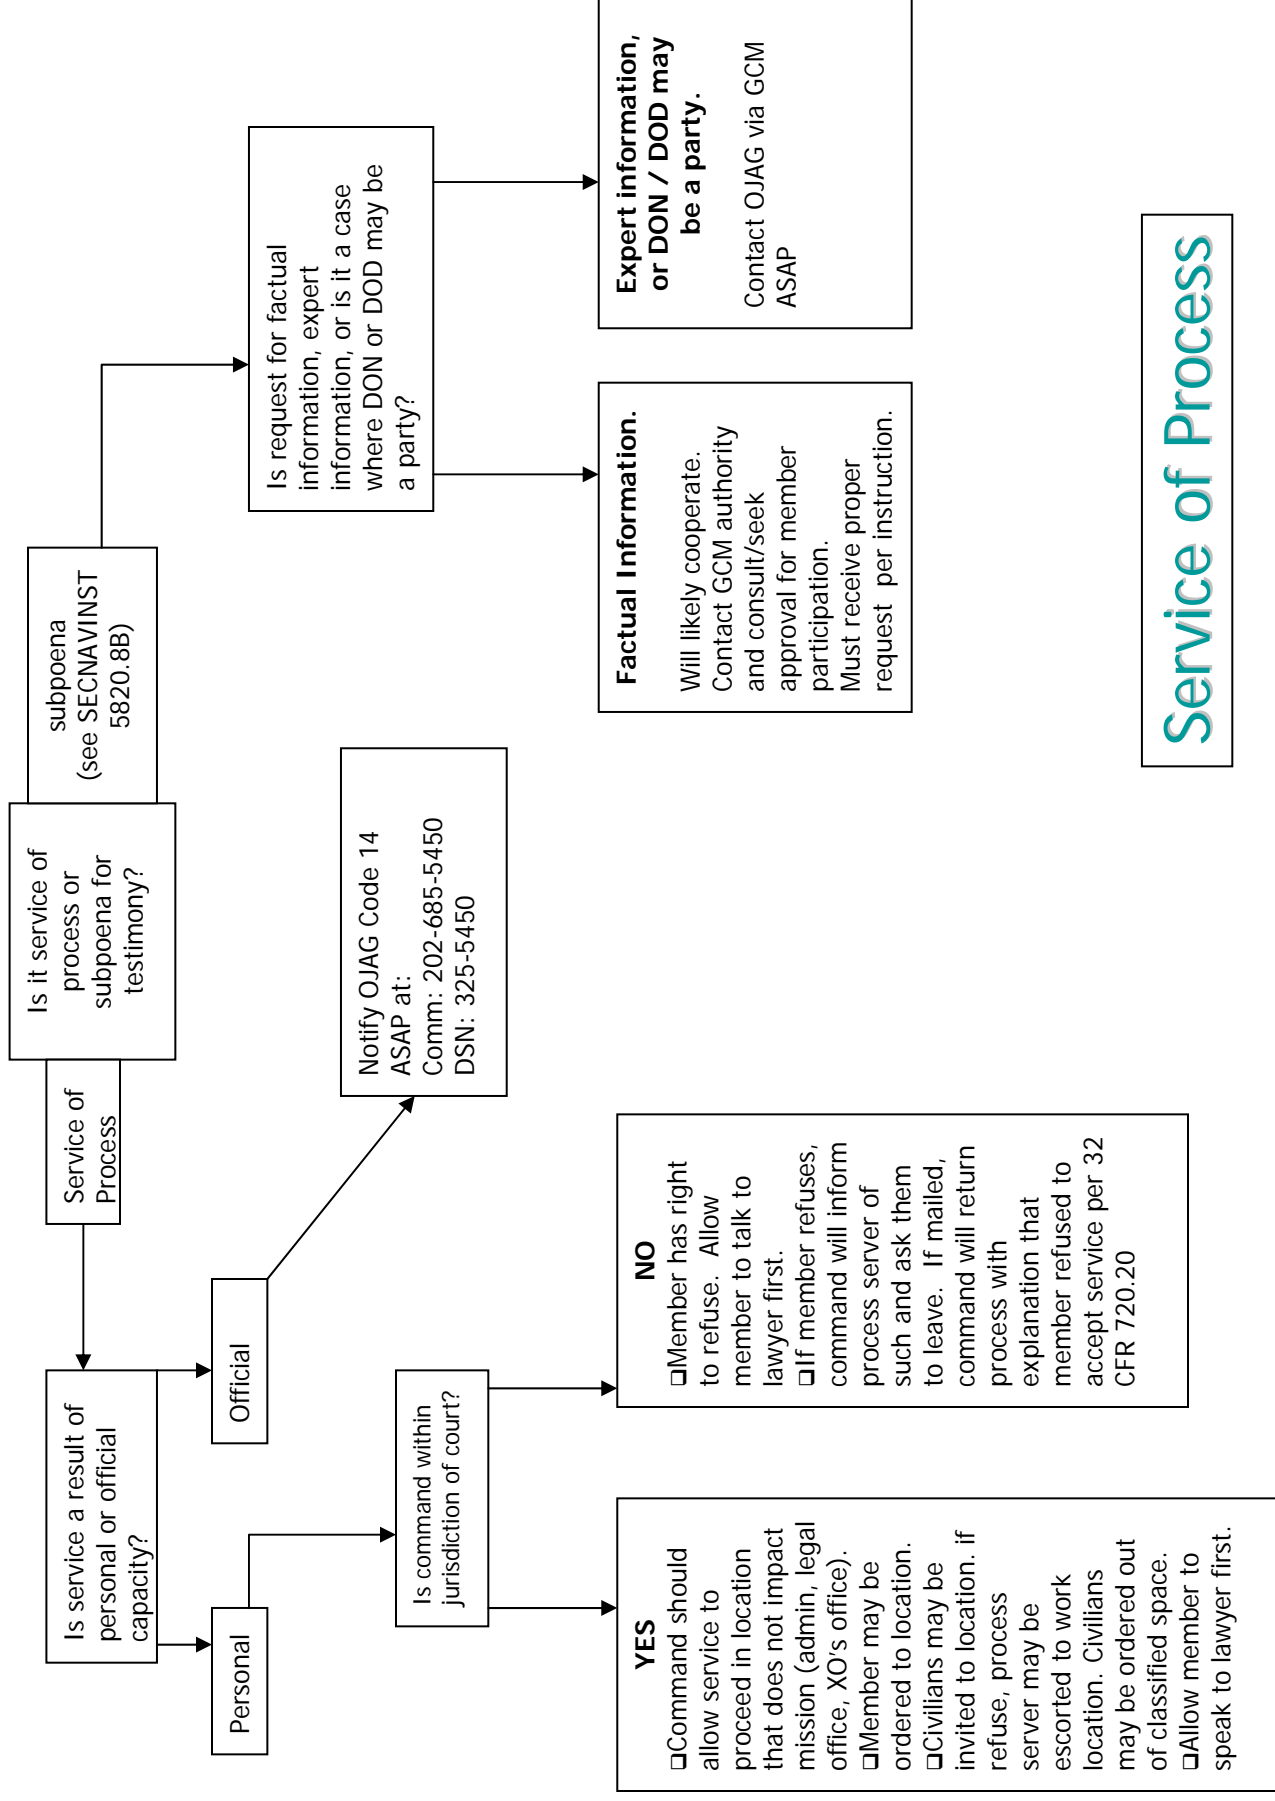 Is it service of
process or
subpoena for
testimony?
Service of
Process
subpoena
(see SECNAVINST
5820.8B)
Is service a result of
personal or official
capacity?
Personal
Official
Notify OJAG Code 14
ASAP at:
Comm: 202-685-5450
DSN: 325-5450
Is request for factual
information, expert
information, or is it a case
where DON or DOD may be
a party?
Is command within
jurisdiction of court?
YES
❑Command should
allow service to
proceed in location
that does not impact
mission (admin, legal
office, XO's office).
❑Member may be
ordered to location.
❑Civilians may be
invited to location. if
refuse, process
server may be
escorted to work
location. Civilians
may be ordered out
of classified space.
❑Allow member to
speak to lawyer first.
NO
❑Member has right
to refuse.  Allow
member to talk to
lawyer first.
❑If member refuses,
command will inform
process server of
such and ask them
to leave.  If mailed,
command will return
process with
explanation that
member refused to
accept service per 32
CFR 720.20
Factual Information.
Will likely cooperate.
Contact GCM authority
and consult/seek
approval for member
participation.
Must receive proper
request  per instruction.
Expert information,
or DON / DOD may
be a party.
Contact OJAG via GCM
ASAP
Service of Process